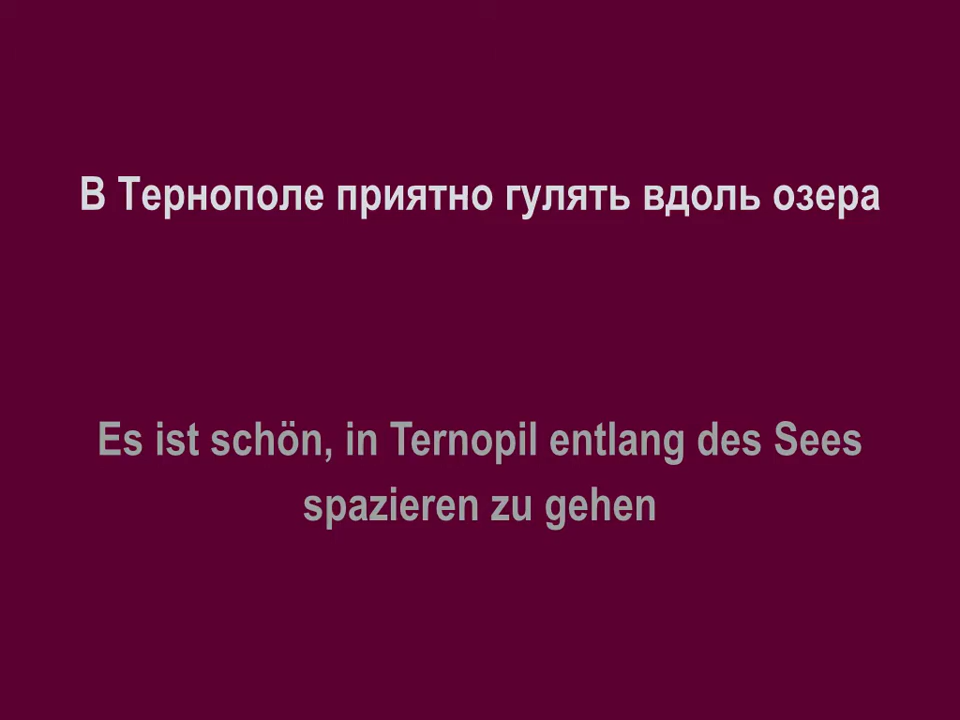 В Тернополе приятно гулять вдоль озера
Es ist schön, in Ternopil entlang des Sees
spazieren zu gehen